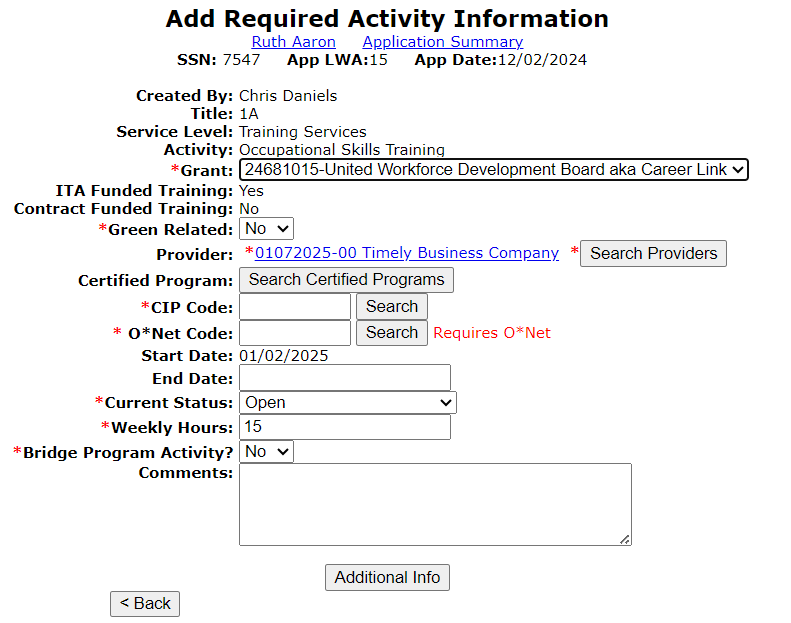 Add Required Activity Information
Ruth Aaron Application Summary
SSN: 7547 App LWA:15 App Date:12/02/2024
Created By: Chris Daniels
Title: 1A
Service Level: Training Services
Activity: Occupational Skills Training
*Grant: 24681015-United Workforce Development Board aka Career Link
ITA Funded Training: Yes
Contract Funded Training: No
*Green Related: No
Provider: *01072025-00 Timely Business Company * Search Providers
Certified Program: Search Certified Programs
*CIP Code: Search
* O*Net Code: Search Requires O*Net
Start Date: 01/02/2025
End Date:
*Current Status: Open
*Weekly Hours: 15
*Bridge Program Activity? No
Comments:
Additional Info
< Back